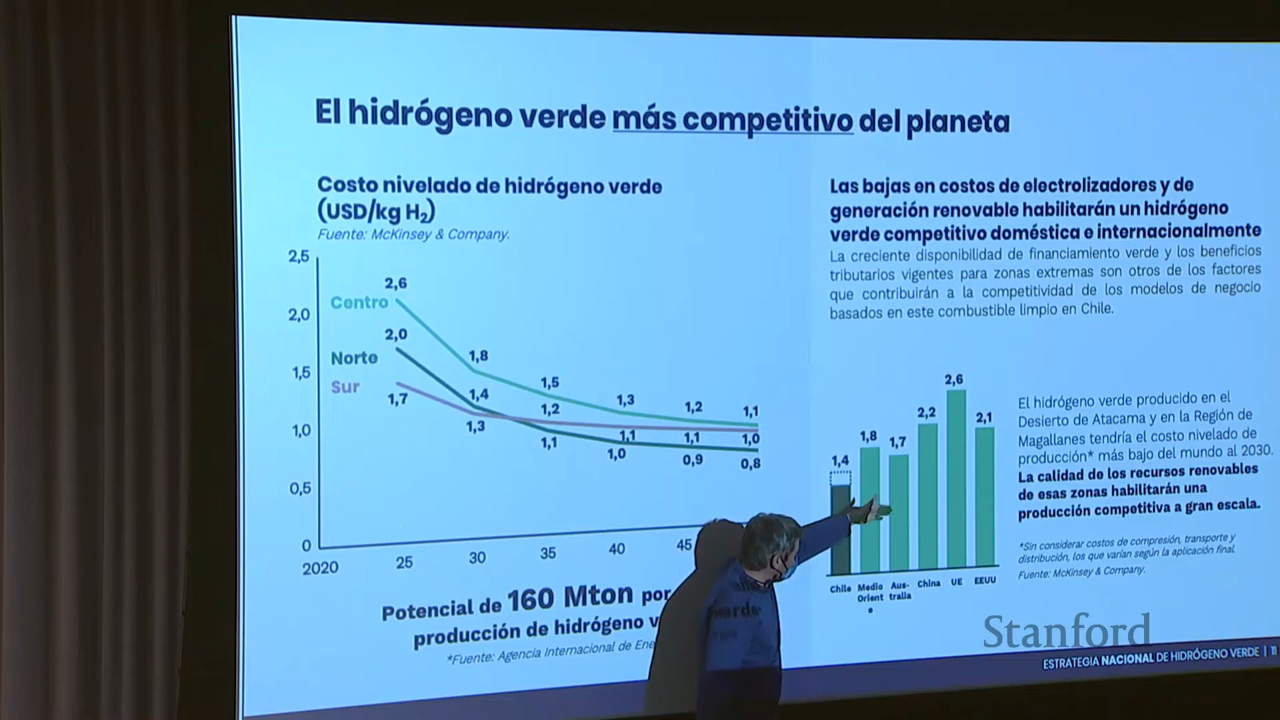 El hidrógeno verde más competitivo del planeta
Costo nivelado de hidrógeno verde
(USD/kg H₂)
Fuente: McKinsey & Company.
2,5
2,0
1,5
1,0
0,5
0
2020
25
30
35
40
45
Centro
Norte
Sur
2,6
1,8
1,5
1,3
1,2
1,1
2,0
1,4
1,2
1,1
1,1
1,0
1,7
1,3
1,1
1,0
0,9
0,8
Potencial de 160 Mton por
producción de hidrógeno
*Fuente: Agencia Internacional de
Las bajas en costos de electrolizadores y de
generación renovable habilitarán un hidrógeno
verde competitivo doméstica e internacionalmente
La creciente disponibilidad de financiamiento verde y los beneficios
tributarios vigentes para zonas extremas son otros de los factores
que contribuirán a la competitividad de los modelos de negocio
basados en este combustible limpio en Chile.
1,4
1,8
1,7
2,2
2,6
2,1
Chile
Medio
Orient
e
Aus-
tralia
China
UE
EEUU
El hidrógeno verde producido en el
Desierto de Atacama y en la Región de
Magallanes tendría el costo nivelado de
producción* más bajo del mundo al 2030.
La calidad de los recursos renovables
de esas zonas habilitarán una
producción competitiva a gran escala.
*Sin considerar costos de compresión, transporte y
distribución, los que varían según la aplicación final.
Fuente: McKinsey & Company.
Stanford
ESTRATEGIA NACIONAL DE HIDRÓGENO VERDE | 11